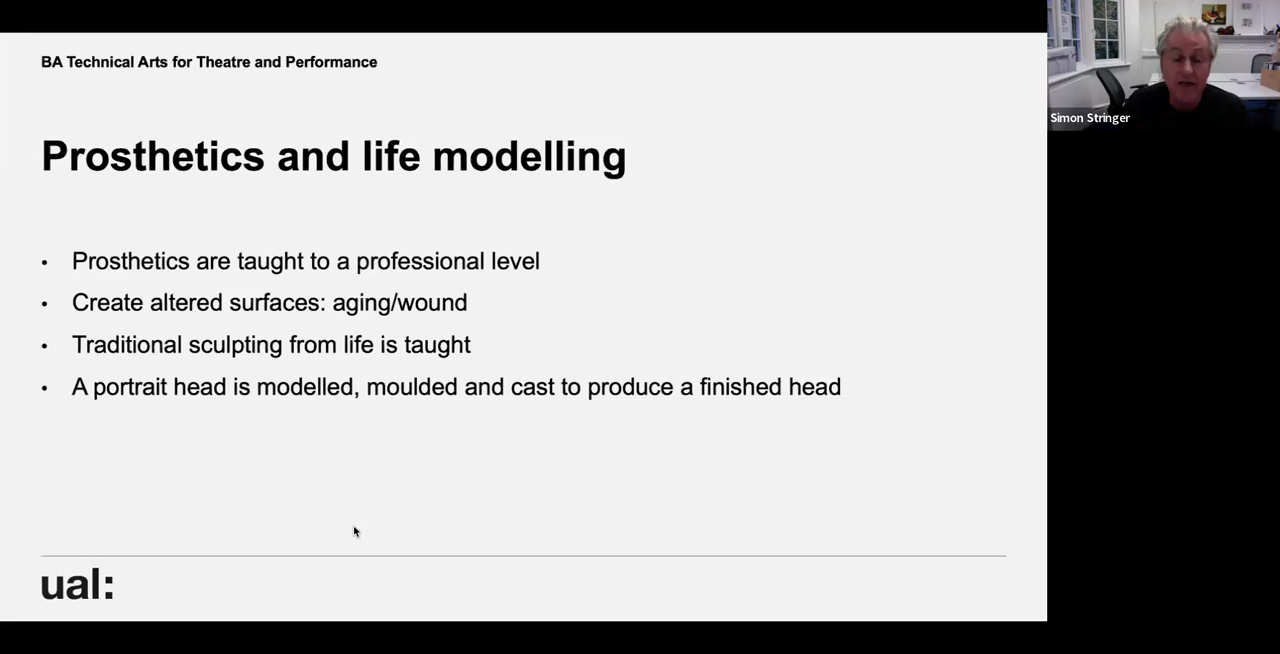 BA Technical Arts for Theatre and Performance
Prosthetics and life modelling
• Prosthetics are taught to a professional level
• Create altered surfaces: aging/wound
• Traditional sculpting from life is taught
• A portrait head is modelled, moulded and cast to produce a finished head
ual:
Simon Stringer